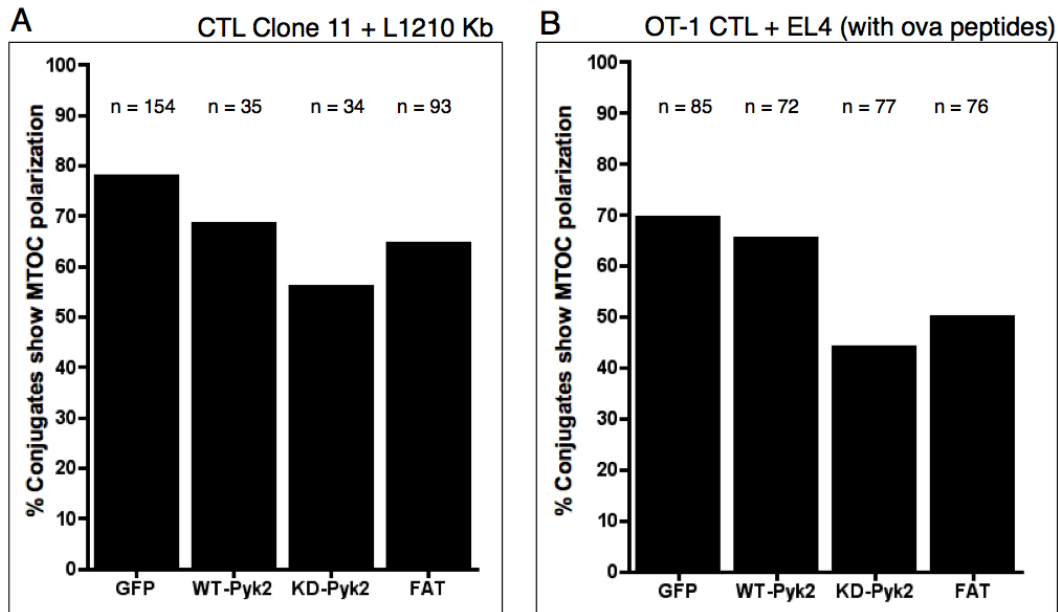 A
CTL Clone 11 + L1210 Kb
% Conjugates show MTOC polarization
100
90
80
70
60
50
40
30
20
10
0
n = 154 n = 35 n = 34 n = 93
GFP WT-Pyk2 KD-Pyk2 FAT
B
OT-1 CTL + EL4 (with ova peptides)
% Conjugates show MTOC polarization
100
90
80
70
60
50
40
30
20
10
0
n = 85 n = 72 n = 77 n = 76
GFP WT-Pyk2 KD-Pyk2 FAT